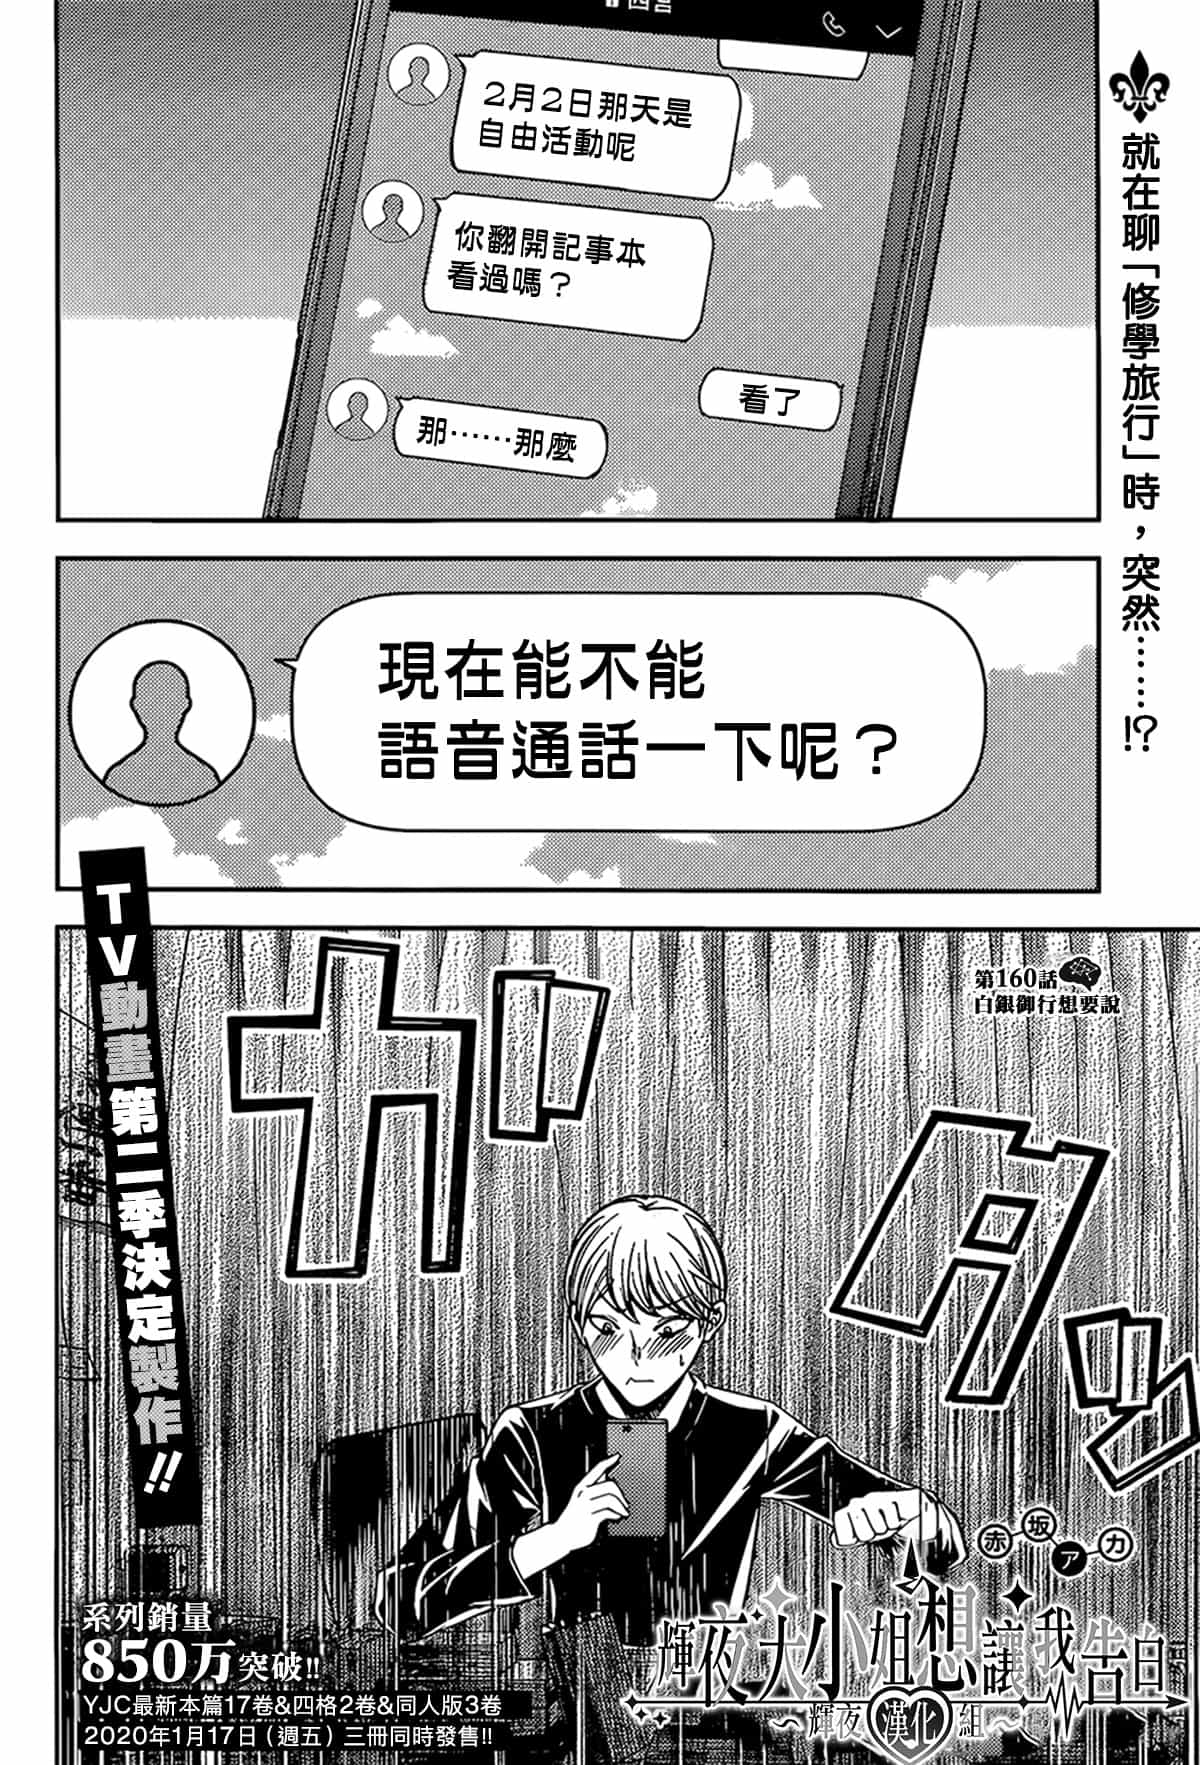 四宮
2月2日那天是
自由活動呢
你翻開記事本
看過嗎？
看了
那……那麼
就在聊「修學旅行」時，突然……!?
現在能不能
語音通話一下呢？
第160話
白銀御行想要說
ガタッ
TV動畫第二季決定製作!!
赤坂アカ
輝夜大小姐想讓我告白
～輝夜漢化組～
系列銷量
850万突破!!
YJC最新本篇17卷&四格2卷&同人版3卷
2020年1月17日（週五）三冊同時發售!!